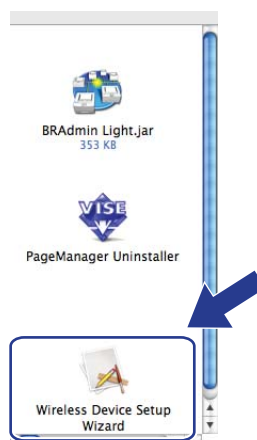 BRAdmin Light.jar
353 KB
VISE
PageManager Uninstaller
Wireless Device Setup
Wizard